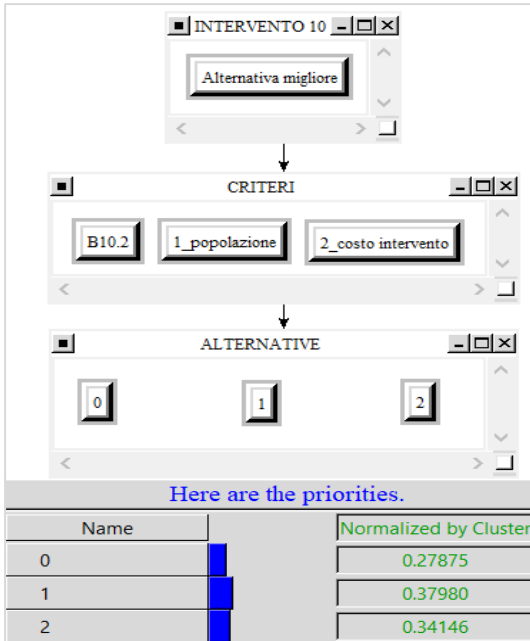 INTERVENTO 10
Alternativa migliore
CRITERI
B10.2 1_popolazione 2_costo intervento
ALTERNATIVE
0 1 2
Here are the priorities.
Name Normalized by Cluster
0 0.27875
1 0.37980
2 0.34146